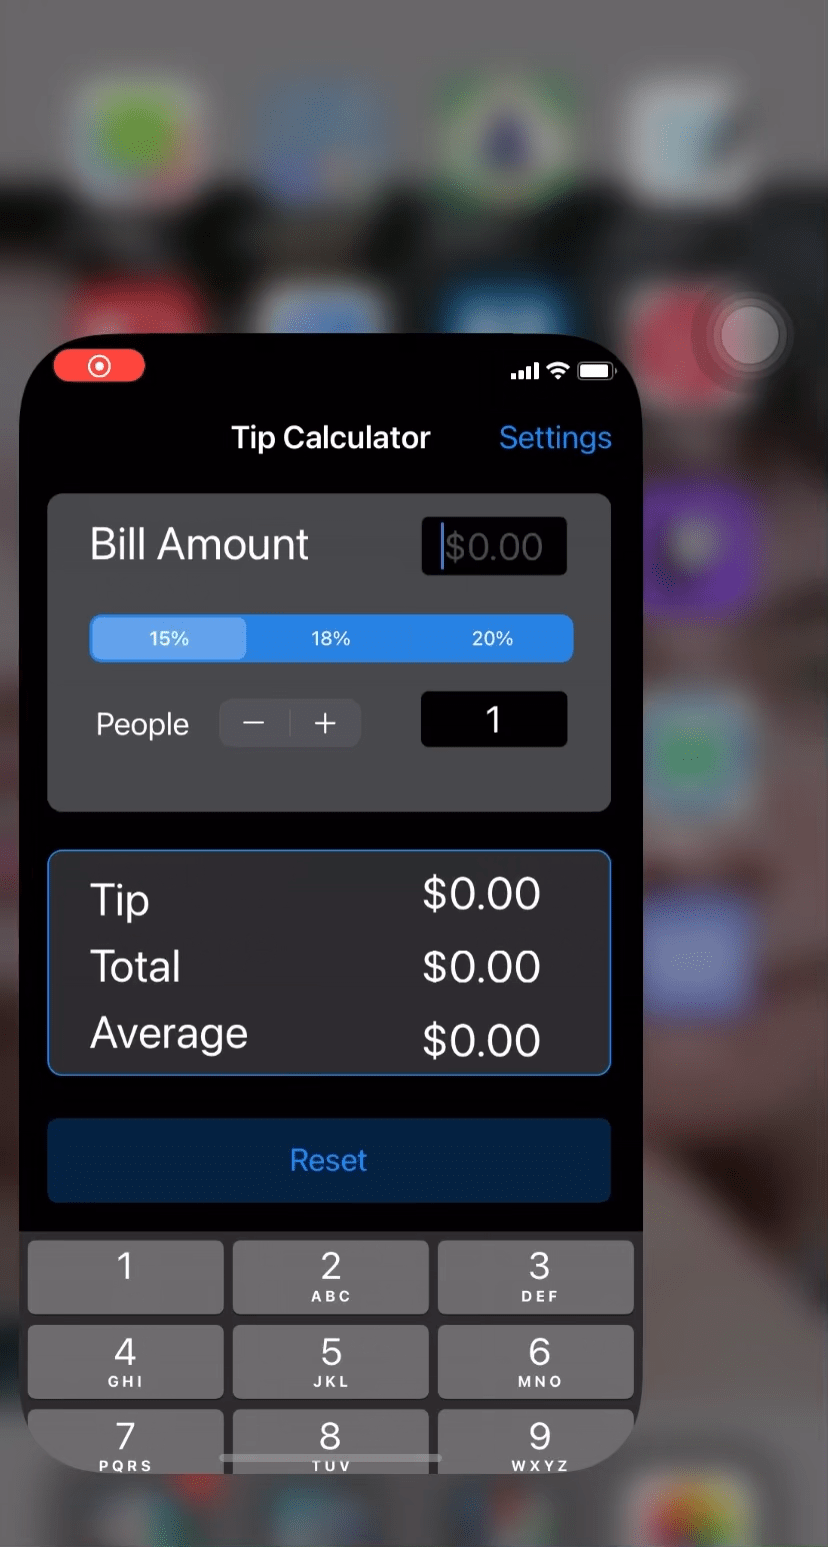 Tip Calculator Settings
Bill Amount $0.00
15% 18% 20%
People − + 1
Tip $0.00
Total $0.00
Average $0.00
Reset
1 2 3
ABC DEF
4 5 6
GHI JKL MNO
7 8 9
PQRS TUV WXYZ